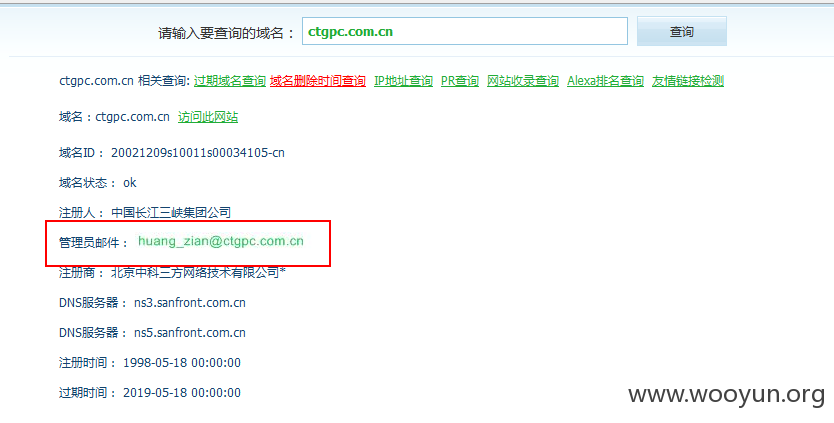 请输入要查询的域名： ctgpc.com.cn 查询
ctgpc.com.cn 相关查询: 过期域名查询 域名删除时间查询 IP地址查询 PR查询 网站收录查询 Alexa排名查询 友情链接检测
域名：ctgpc.com.cn 访问此网站
域名ID： 20021209s10011s00034105-cn
域名状态： ok
注册人： 中国长江三峡集团公司
管理员邮件： huang_zian@ctgpc.com.cn
注册商： 北京中科三方网络技术有限公司*
DNS服务器： ns3.sanfront.com.cn
DNS服务器： ns5.sanfront.com.cn
注册时间： 1998-05-18 00:00:00
过期时间： 2019-05-18 00:00:00
www.wooyun.org